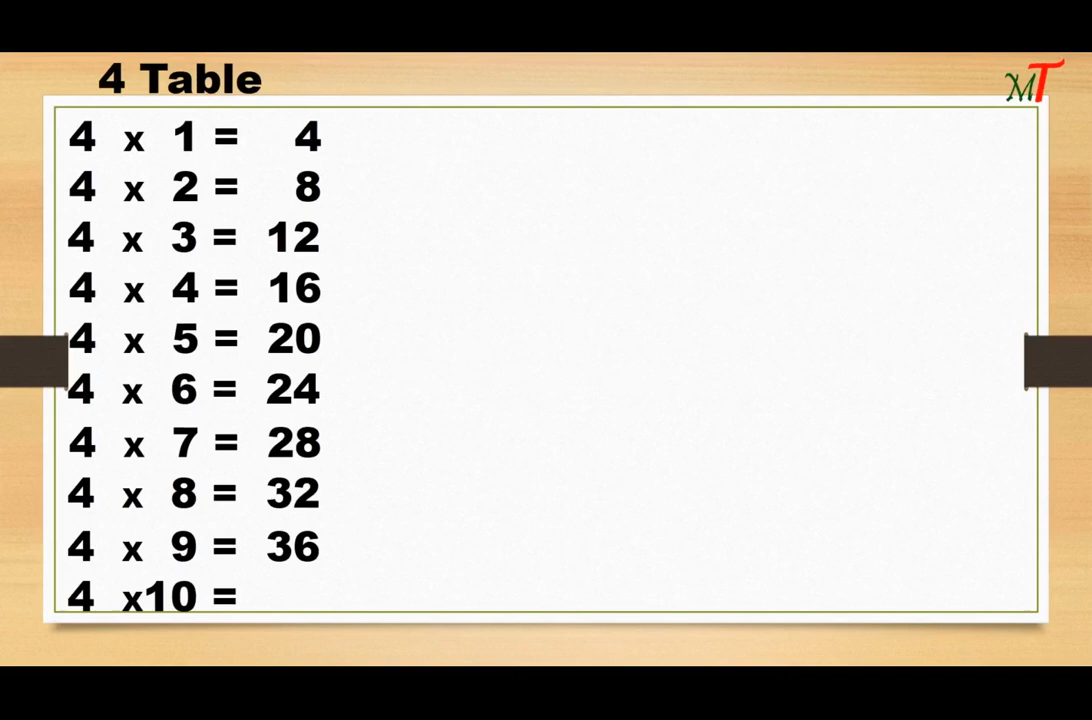 4 Table
MT
4 x 1 = 4
4 x 2 = 8
4 x 3 = 12
4 x 4 = 16
4 x 5 = 20
4 x 6 = 24
4 x 7 = 28
4 x 8 = 32
4 x 9 = 36
4 x10 =